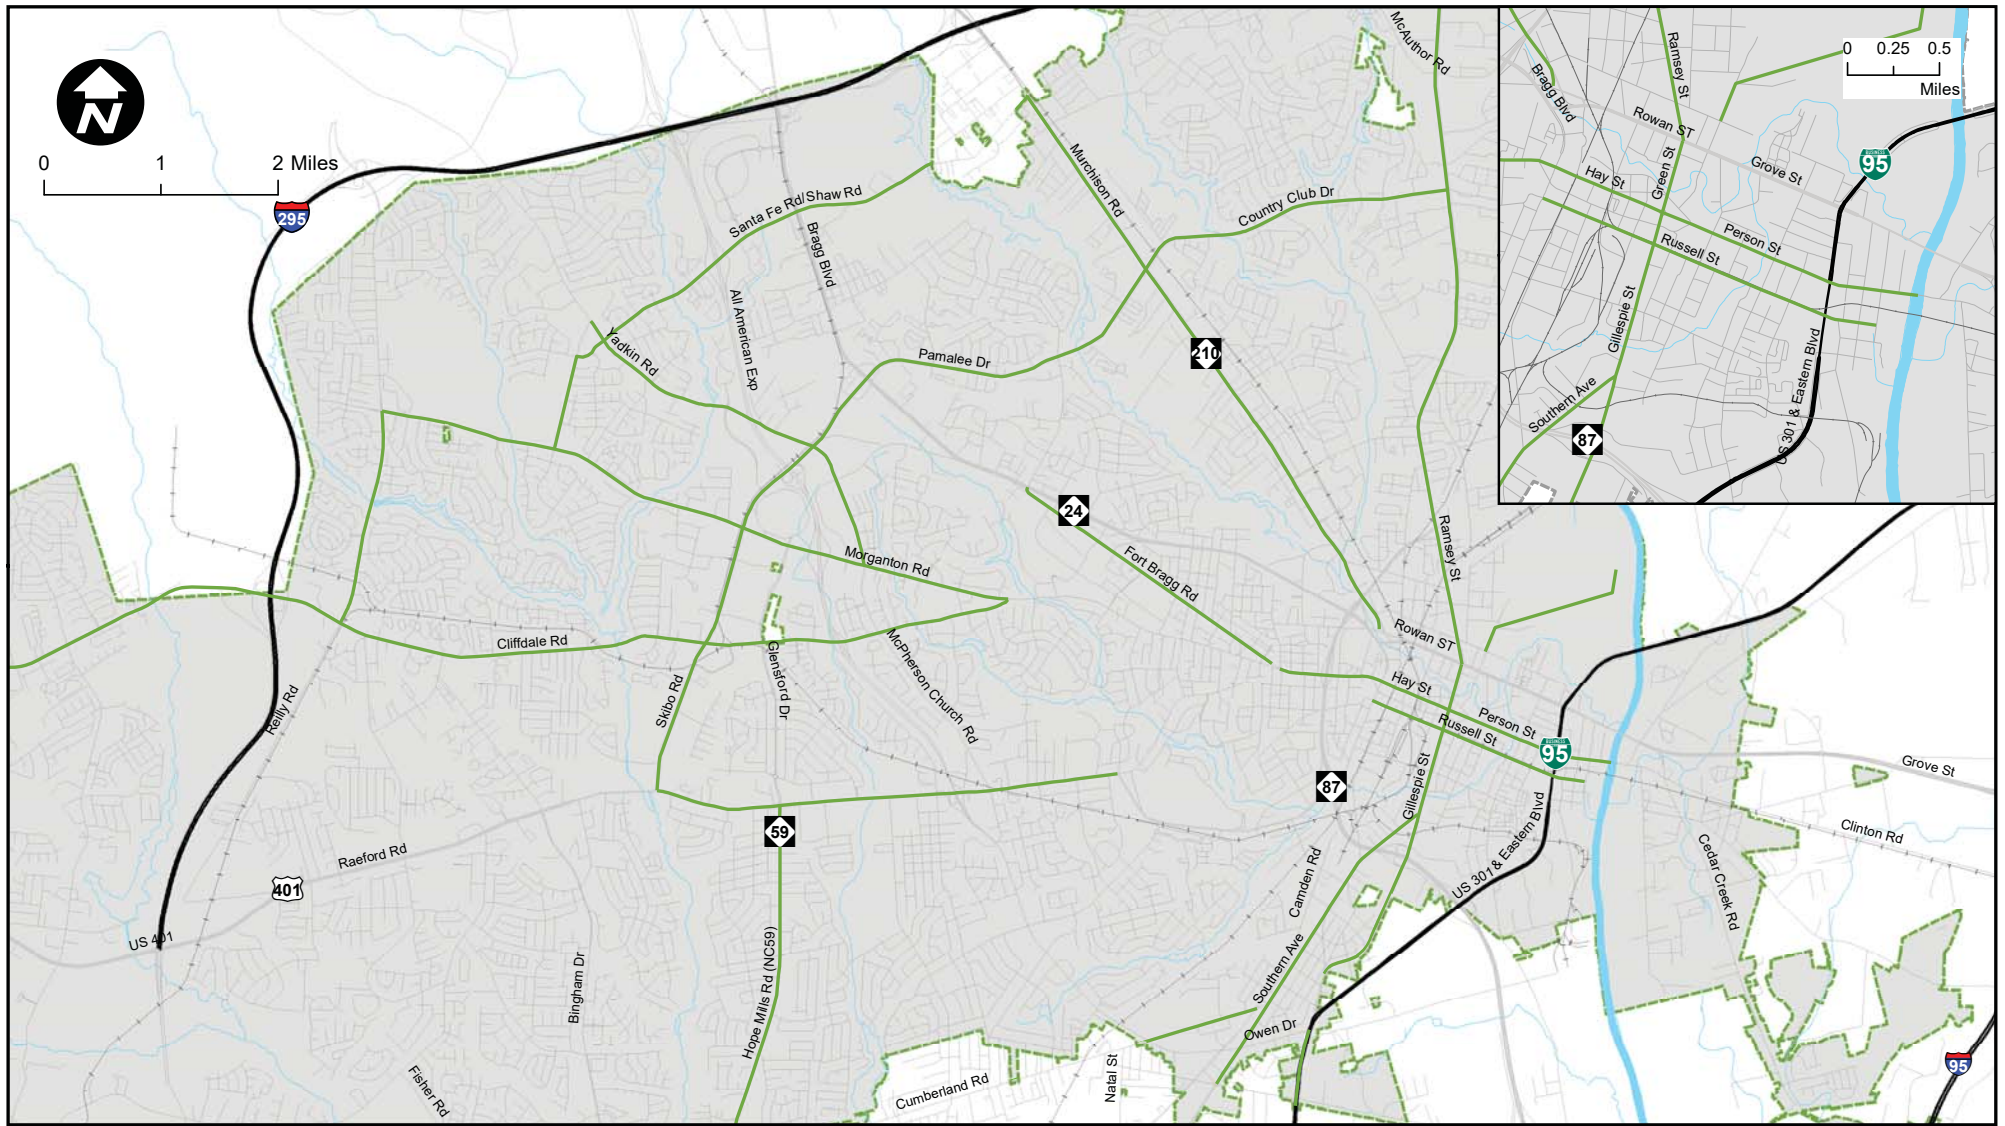 N
0 1 2 Miles
295
McAuthor Rd
Murchison Rd
Santa Fe Rd/Shaw Rd
Country Club Dr
Bragg Blvd
All American Exp
Yadkin Rd
Pamalee Dr
210
24
Fort Bragg Rd
Ramsey St
Morganton Rd
Cliffdale Rd
McPherson Church Rd
Glensford Dr
Skibo Rd
Reilly Rd
Rowan ST
Hay St
Person St
Russell St
BUSINESS
95
Grove St
87
Gillespie St
59
Clinton Rd
Cedar Creek Rd
US 301 & Eastern Blvd
Raeford Rd
401
Camden Rd
US 401
Southern Ave
Hope Mills Rd (NC59)
Bingham Dr
Owen Dr
Fisher Rd
Cumberland Rd
Natal St
95
0 0.25 0.5
Miles
Ramsey St
Bragg Blvd
Rowan ST
Grove St
BUSINESS
95
Green St
Hay St
Person St
Russell St
Gillespie St
US 301 & Eastern Blvd
Southern Ave
87